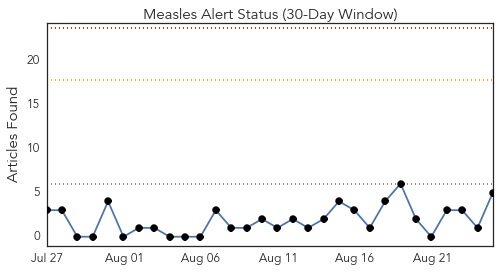 Measles Alert Status (30-Day Window)
Articles Found
20
15
10
5
0
Jul 27 Aug 01 Aug 06 Aug 11 Aug 16 Aug 21